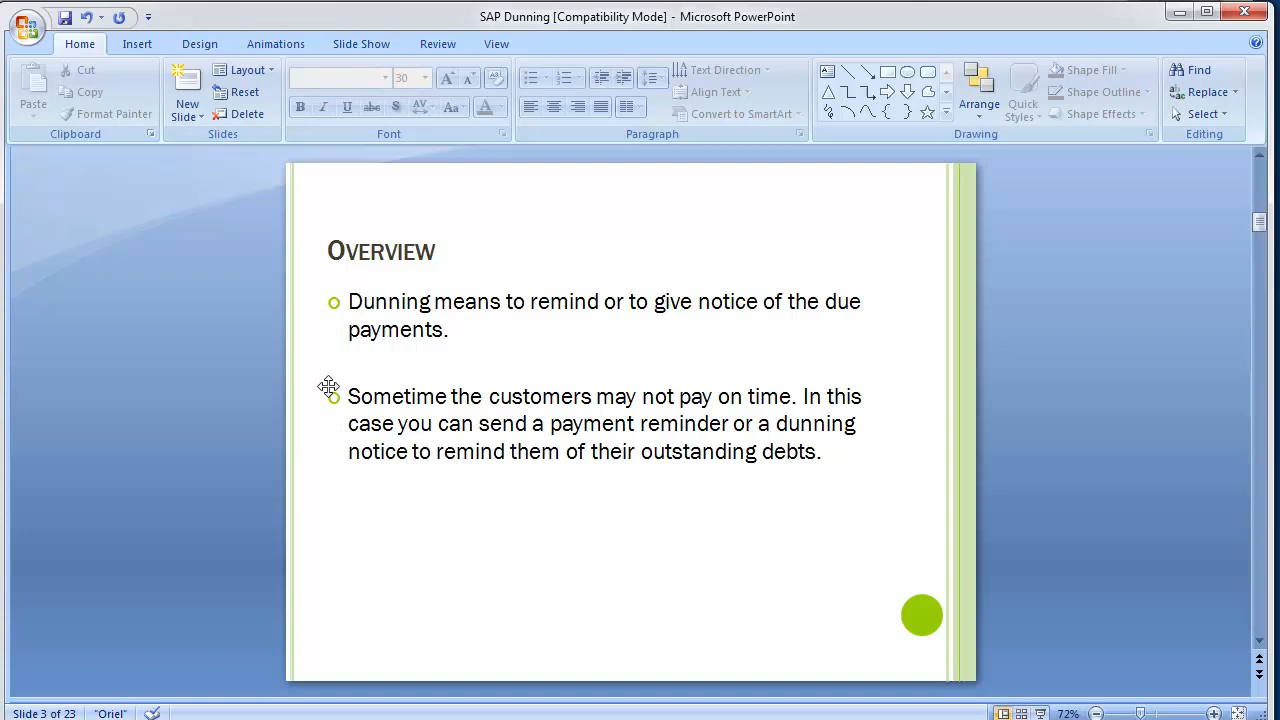 SAP Dunning [Compatibility Mode] - Microsoft PowerPoint
Home Insert Design Animations Slide Show Review View
Cut Layout 30 Text Direction Shape Fill Find
Copy Reset Align Text Shape Outline Replace
Paste Format Painter New Slide Delete Convert to SmartArt Arrange Quick Styles Shape Effects Select
Clipboard Slides Font Paragraph Drawing Editing
OVERVIEW
Dunning means to remind or to give notice of the due
payments.
Sometime the customers may not pay on time. In this
case you can send a payment reminder or a dunning
notice to remind them of their outstanding debts.
Slide 3 of 23 "Oriel" 72%